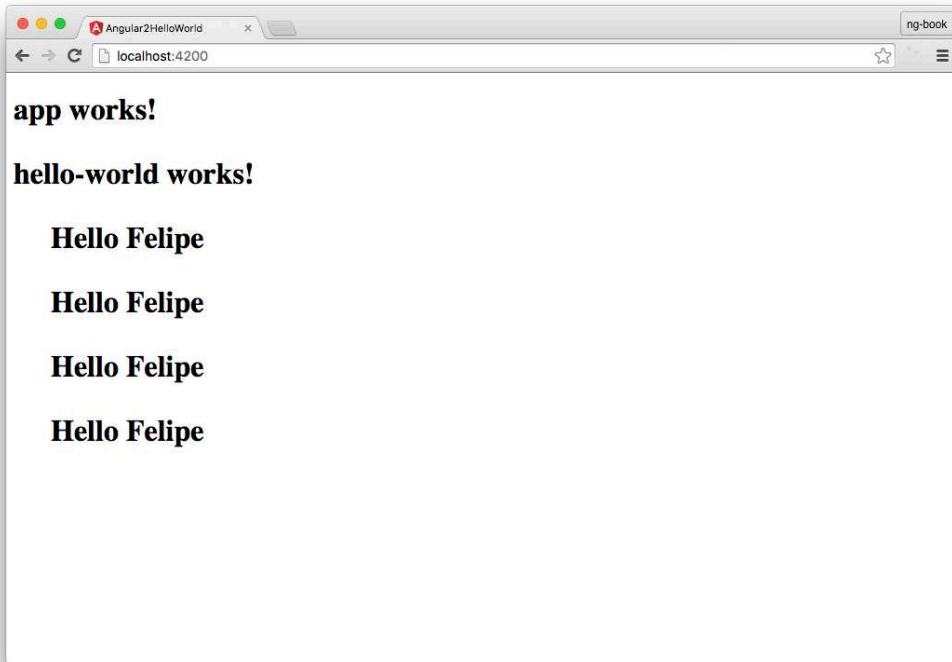 Angular2HelloWorld
ng-book
localhost:4200
app works!
hello-world works!
Hello Felipe
Hello Felipe
Hello Felipe
Hello Felipe